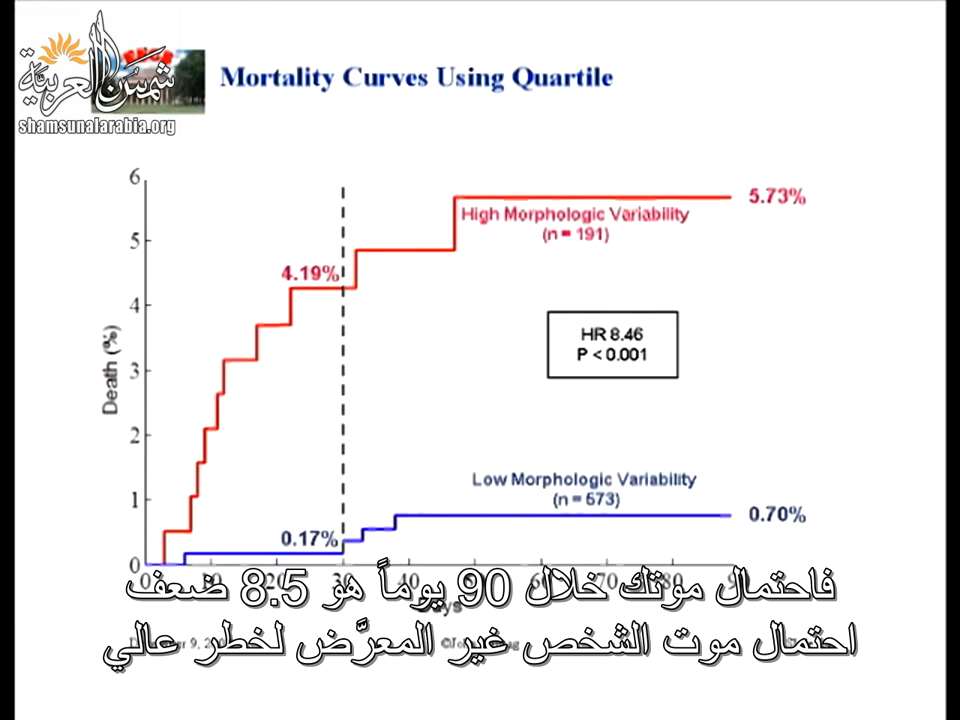 شمس العربية
shamsunalarabia.org
Mortality Curves Using Quartile
6
5.73%
High Morphologic Variability
(n = 191)
5
4.19%
4
HR 8.46
P < 0.001
Death (%)
3
2
Low Morphologic Variability
(n = 573)
1
0.70%
0.17%
0
0
40
فاحتمال موتك خلال 90 يوماً هو 8.5 ضعف
احتمال موت الشخص غير المعرَّض لخطر عالي